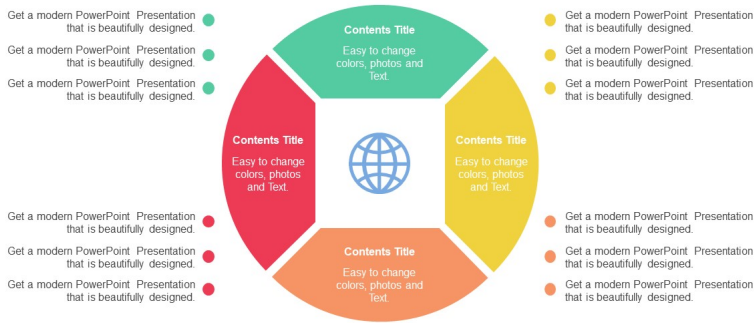 Get a modern PowerPoint Presentation
that is beautifully designed.
Get a modern PowerPoint Presentation
that is beautifully designed.
Get a modern PowerPoint Presentation
that is beautifully designed.
Contents Title
Easy to change
colors, photos and
Text.
Get a modern PowerPoint Presentation
that is beautifully designed.
Get a modern PowerPoint Presentation
that is beautifully designed.
Get a modern PowerPoint Presentation
that is beautifully designed.
Contents Title
Easy to change
colors, photos
and Text.
Contents Title
Easy to change
colors, photos
and Text.
Get a modern PowerPoint Presentation
that is beautifully designed.
Get a modern PowerPoint Presentation
that is beautifully designed.
Get a modern PowerPoint Presentation
that is beautifully designed.
Contents Title
Easy to change
colors, photos and
Text.
Get a modern PowerPoint Presentation
that is beautifully designed.
Get a modern PowerPoint Presentation
that is beautifully designed.
Get a modern PowerPoint Presentation
that is beautifully designed.